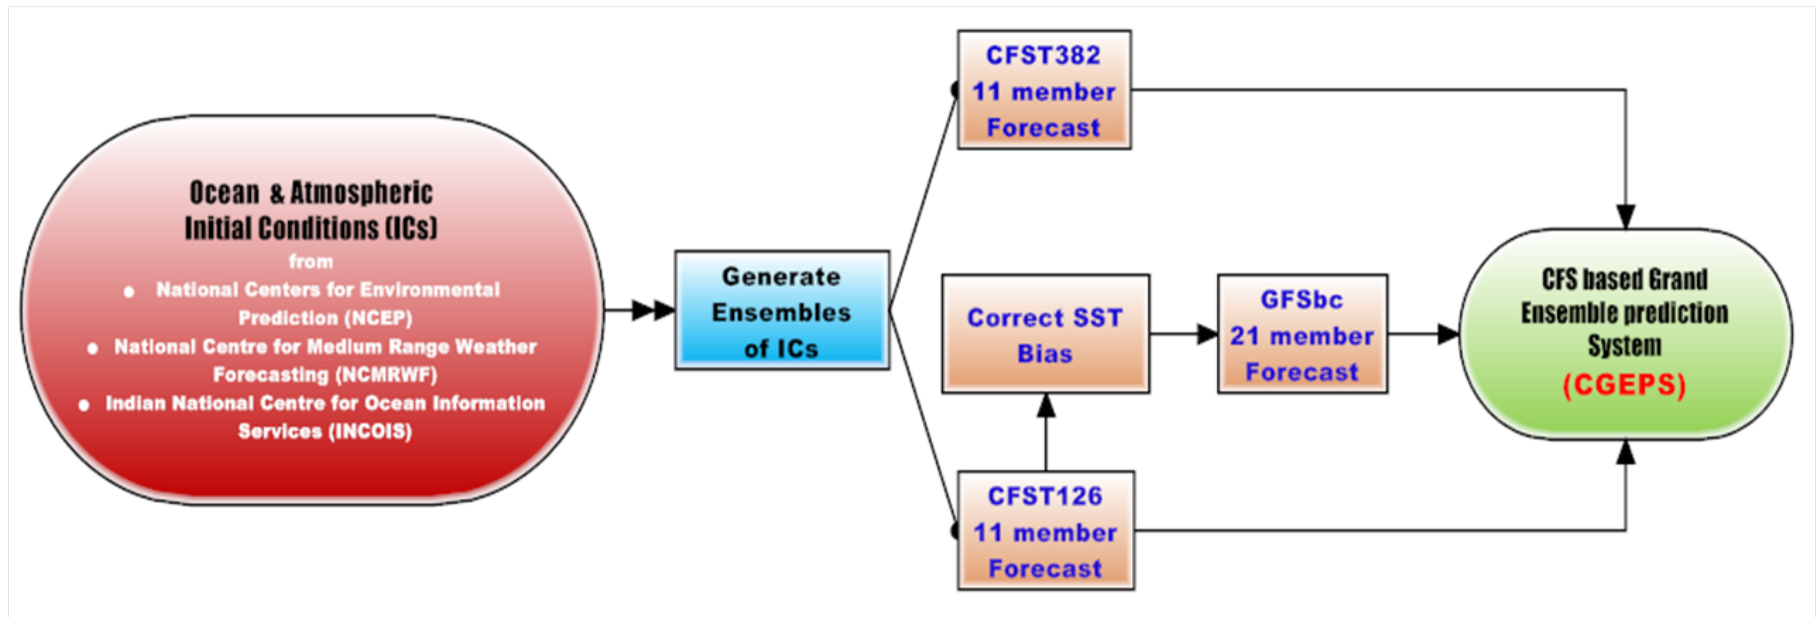 Ocean & Atmospheric
Initial Conditions (ICs)
from
● National Centers for Environmental
Prediction (NCEP)
● National Centre for Medium Range Weather
Forecasting (NCMRWF)
● Indian National Centre for Ocean Information
Services (INCOIS)
Generate
Ensembles
of ICs
CFST382
11 member
Forecast
Correct SST
Bias
GFSbc
21 member
Forecast
CFST126
11 member
Forecast
CFS based Grand
Ensemble prediction
System
(CGEPS)